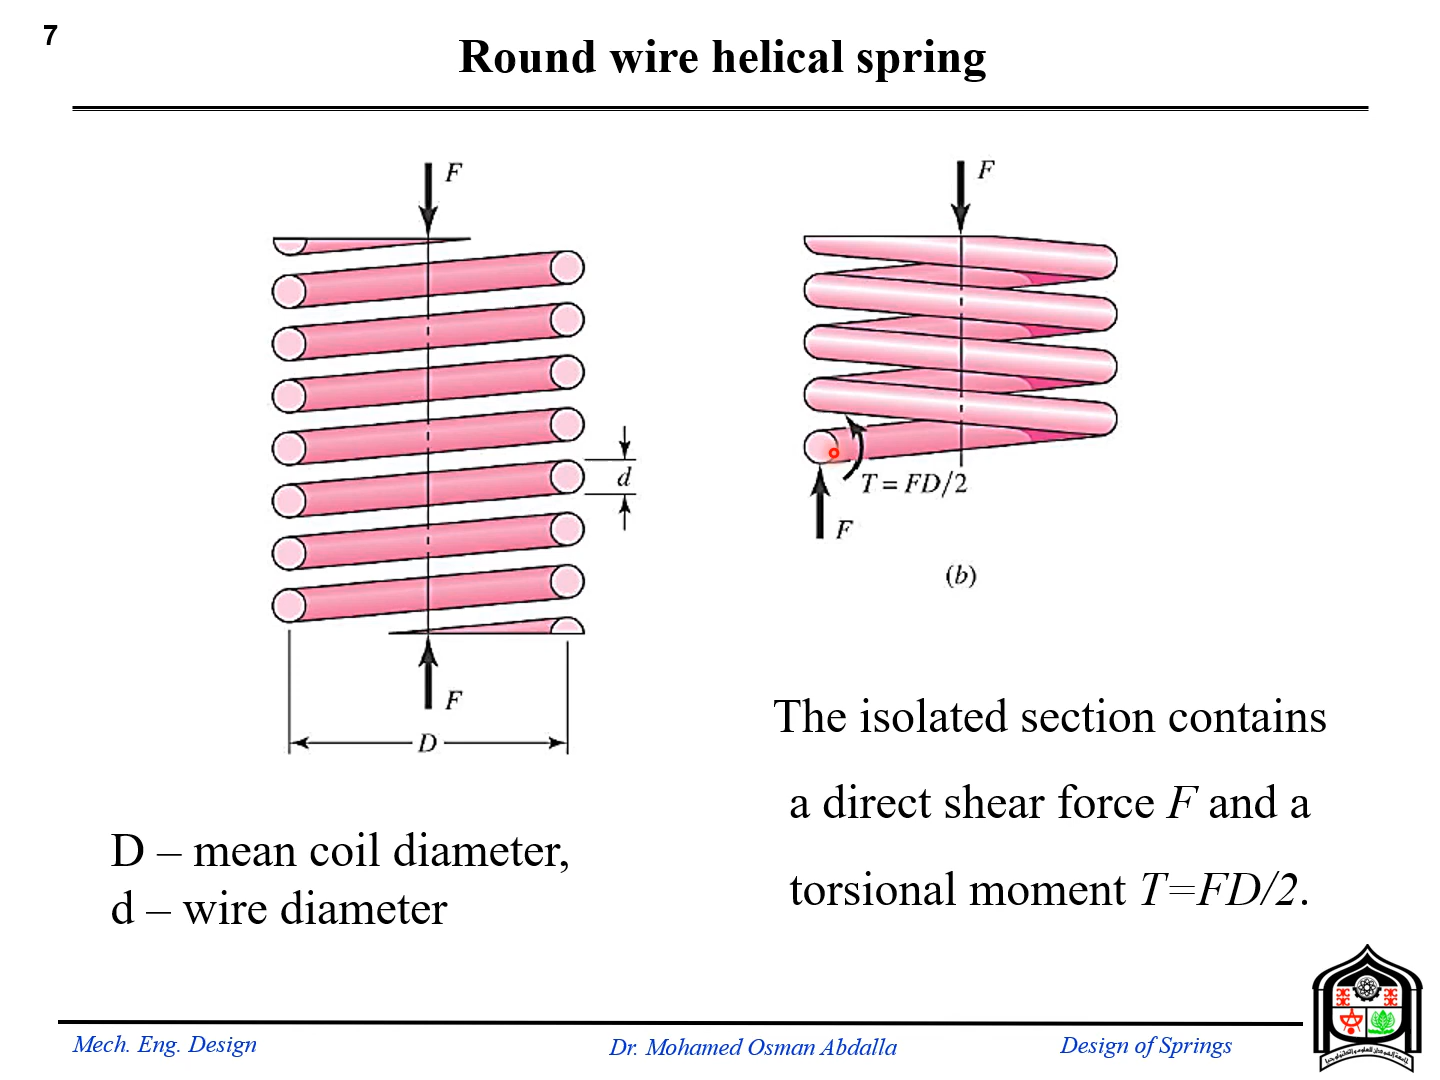 7
Round wire helical spring
F
F
d
T = FD/2
F
(b)
F
D
The isolated section contains
a direct shear force F and a
torsional moment T=FD/2.
D – mean coil diameter,
d – wire diameter
Mech. Eng. Design
Dr. Mohamed Osman Abdalla
Design of Springs